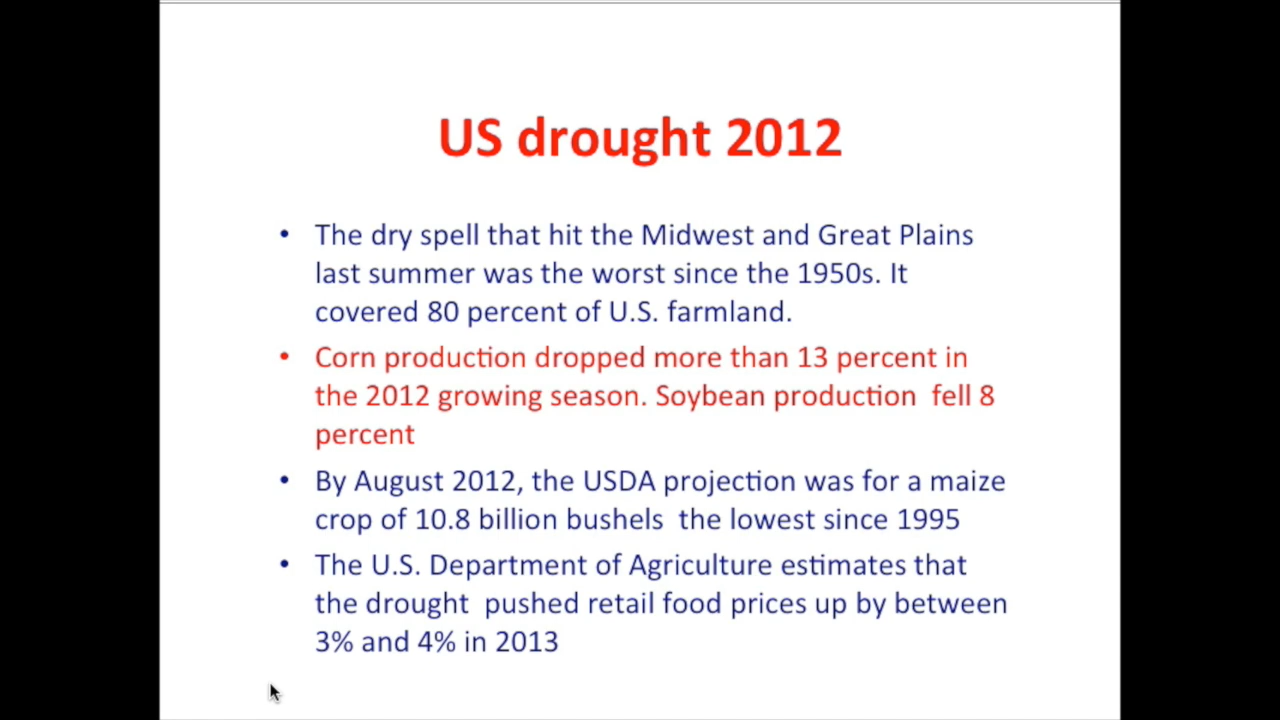 US drought 2012
• The dry spell that hit the Midwest and Great Plains
last summer was the worst since the 1950s. It
covered 80 percent of U.S. farmland.
• Corn production dropped more than 13 percent in
the 2012 growing season. Soybean production  fell 8
percent
• By August 2012, the USDA projection was for a maize
crop of 10.8 billion bushels  the lowest since 1995
• The U.S. Department of Agriculture estimates that
the drought  pushed retail food prices up by between
3% and 4% in 2013